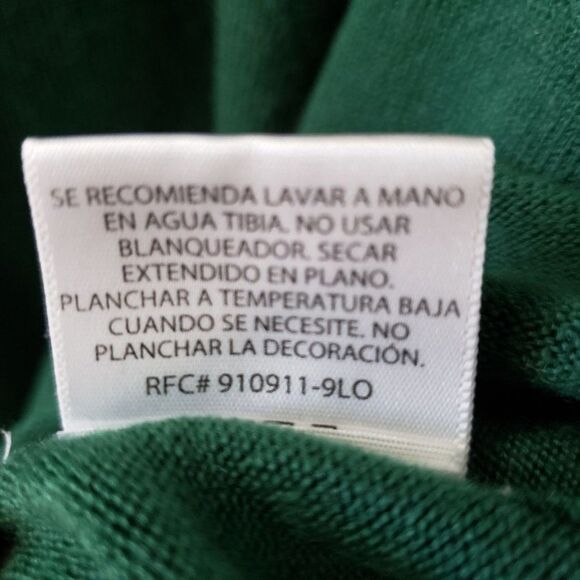 SE RECOMIENDA LAVAR A MANO
EN AGUA TIBIA. NO USAR
BLANQUEADOR. SECAR
EXTENDIDO EN PLANO.
PLANCHAR A TEMPERATURA BAJA
CUANDO SE NECESITE. NO
PLANCHAR LA DECORACIÓN.
RFC# 910911-9LO